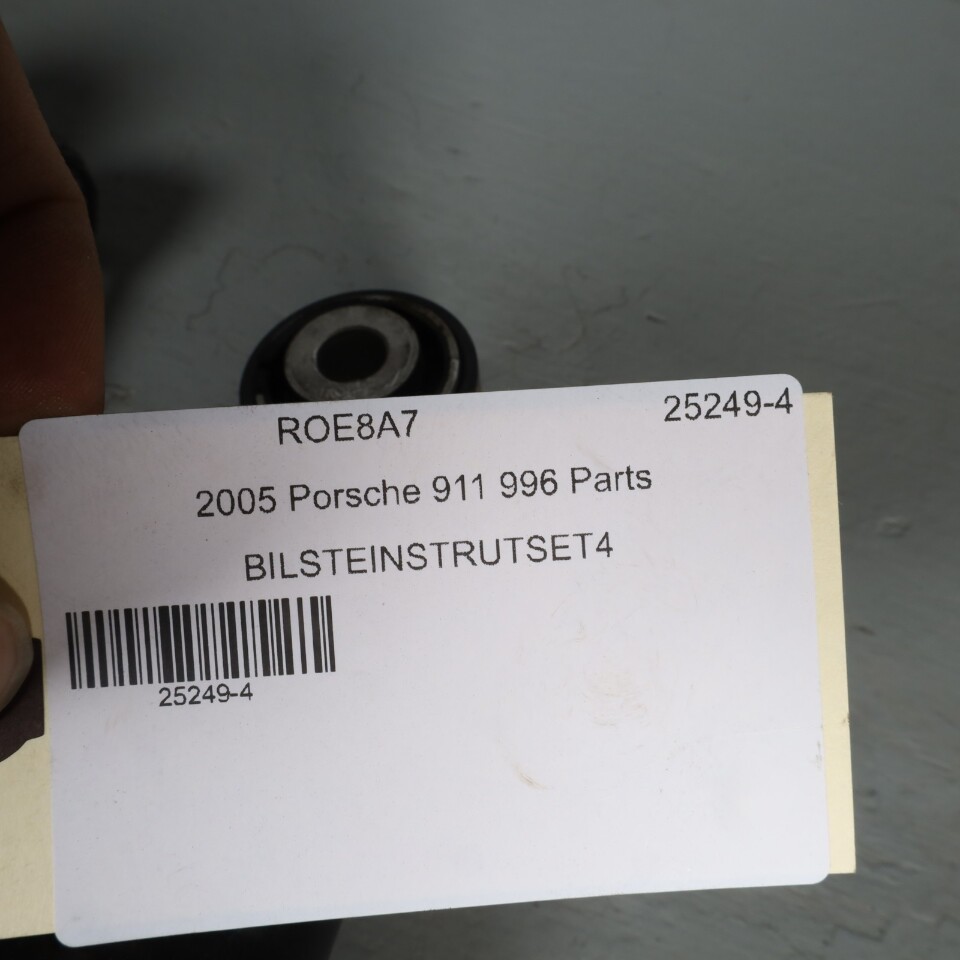 ROE8A7 25249-4
2005 Porsche 911 996 Parts
BILSTEINSTRUTSET4
25249-4